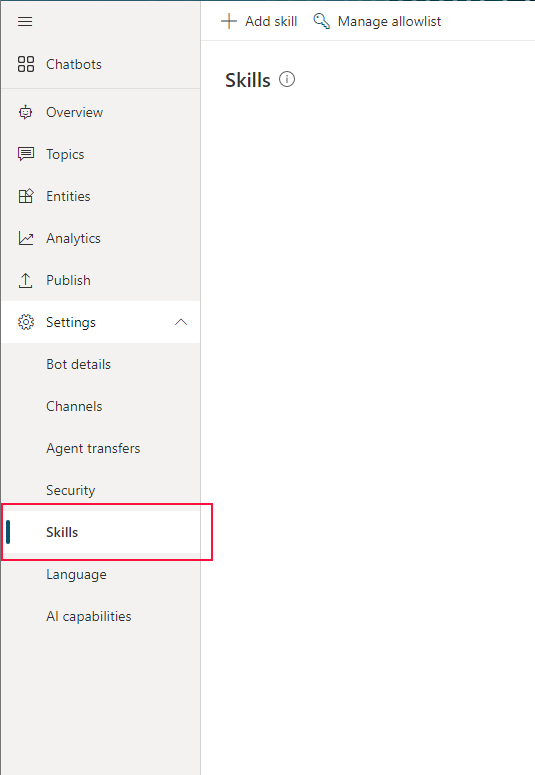 Add skill Manage allowlist
Skills
Chatbots
Overview
Topics
Entities
Analytics
Publish
Settings
Bot details
Channels
Agent transfers
Security
Skills
Language
AI capabilities